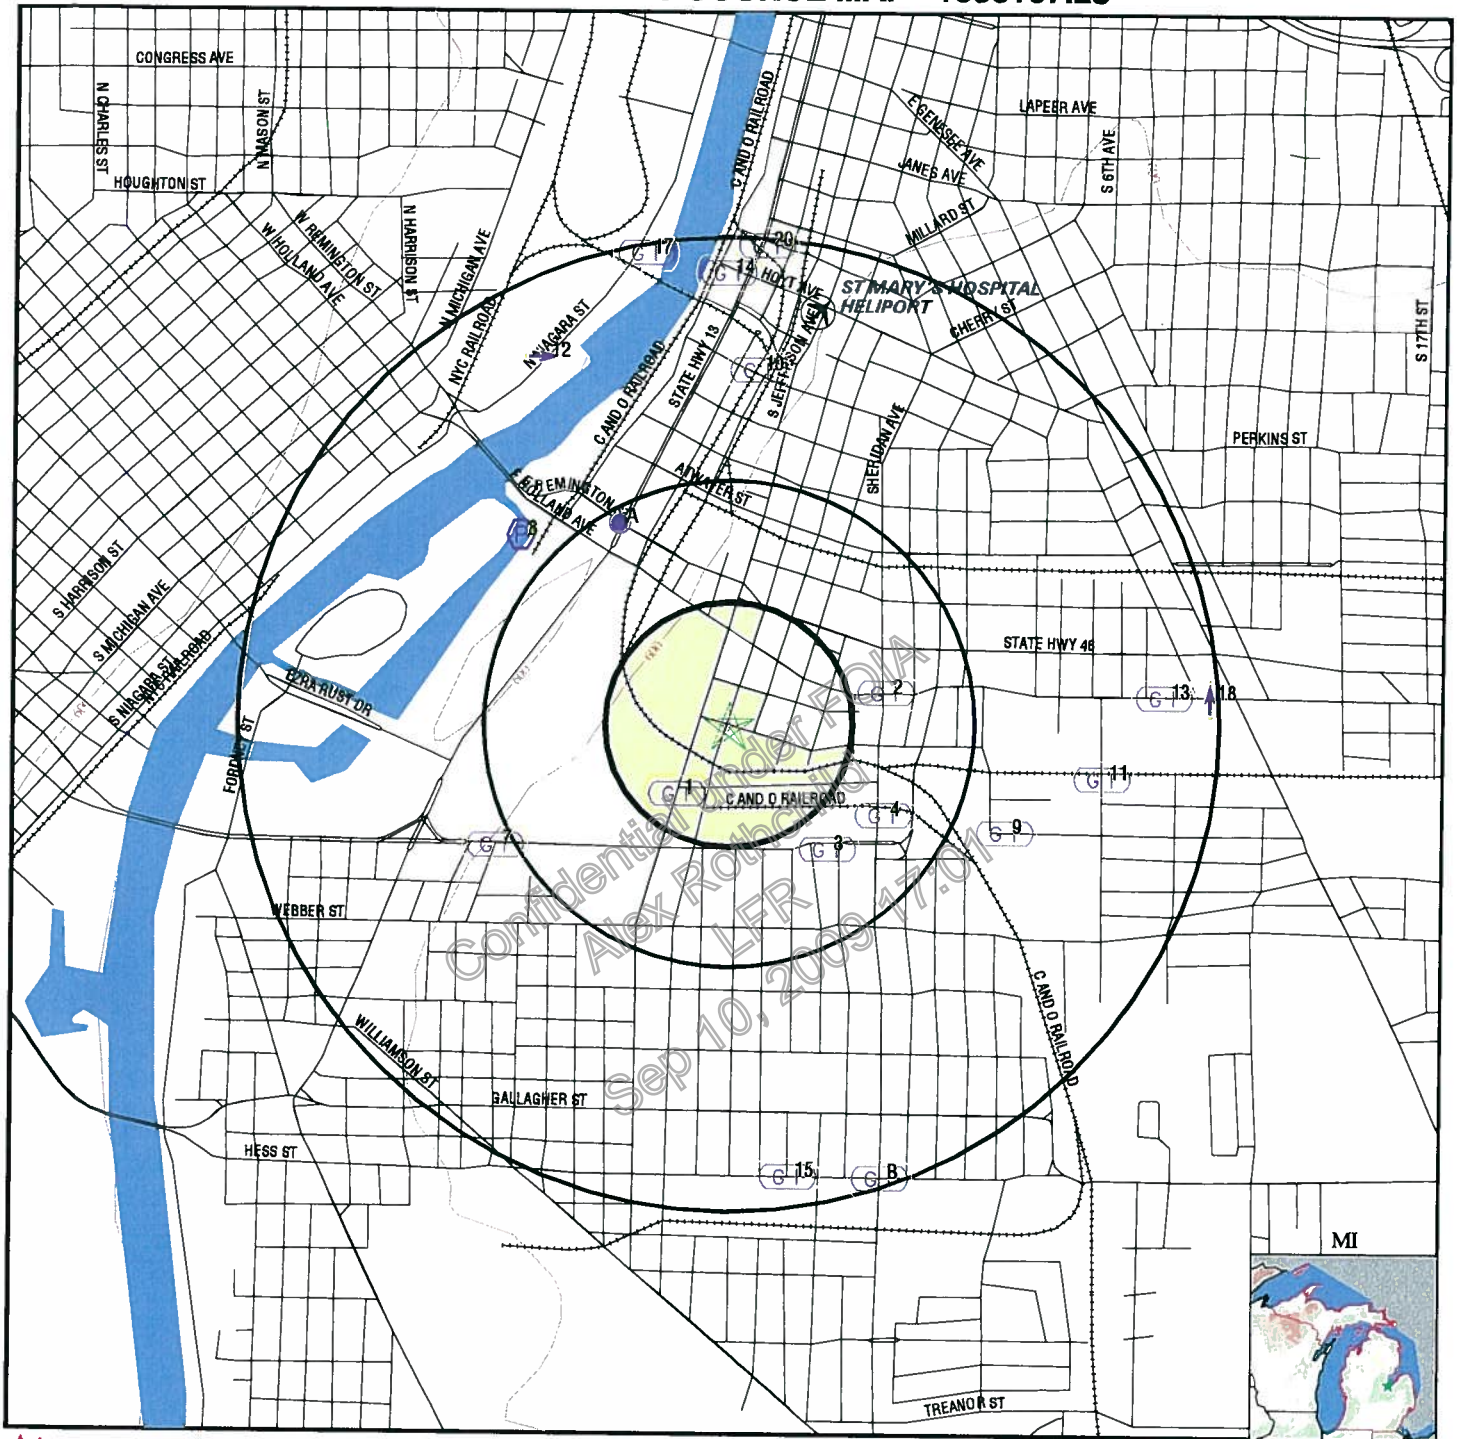 CONGRESS AVE
N CHARLES ST
N MASON ST
C AND O RAILROAD
E GENESEE AVE
LAPEER AVE
S 6TH AVE
JANES AVE
HOUGHTON ST
MILLARD ST
W REMINGTON ST
W HOLLAND AVE
N HARRISON ST
N MICHIGAN AVE
G 17
20
G 14
HOYT AVE
ST MARY'S HOSPITAL
HELIPORT
CHERRY ST
S 17TH ST
NYC RAILROAD
N NIAGARA ST
12
C AND O RAILROAD
STATE HWY 13
S JEFFERSON AVE
SHERIDAN AVE
PERKINS ST
ATWATER ST
E REMINGTON
E HOLLAND AVE
A
8
S HARRISON ST
S MICHIGAN AVE
S NIAGARA ST
NYC RAILROAD
STATE HWY 46
600
600
600
EZRA RUST DR
G 2
G 13
18
FORDNEY ST
G 1
C AND O RAILROAD
G 11
G 4
G 9
G 3
G 7
WEBBER ST
Confidential under FOIA
Alex Rothchild
LFR
Sep 10, 2009 17:01
C AND O RAILROAD
WILLIAMSON ST
GALLAGHER ST
HESS ST
G 15
G B
MI
TREANOR ST